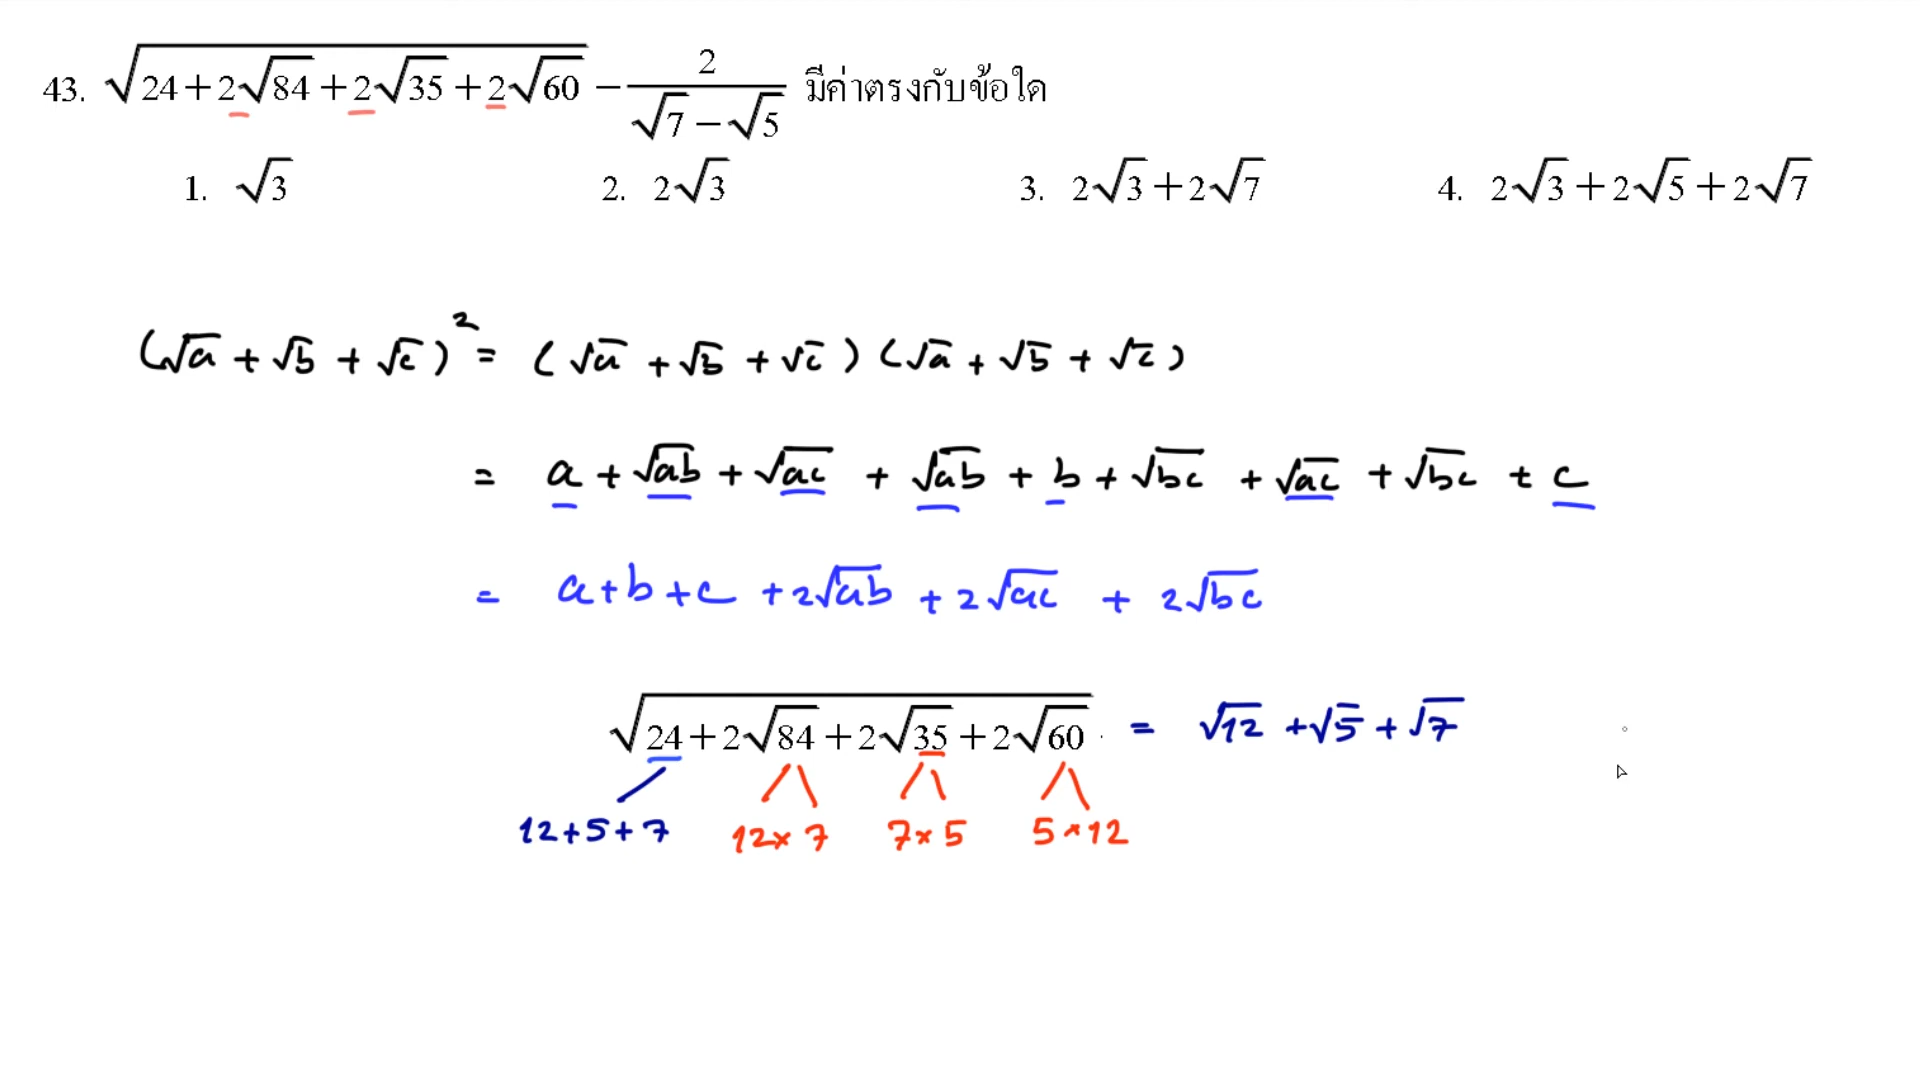 43. √(24+2√84+2√35+2√60) − 2/(√7−√5) มีค่าตรงกับข้อใด
1. √3 2. 2√3 3. 2√3+2√7 4. 2√3+2√5+2√7
(√a + √b + √c)² = (√a + √b + √c)(√a + √b + √c)
= a + √ab + √ac + √ab + b + √bc + √ac + √bc + c
= a+b+c +2√ab +2√ac + 2√bc
√(24+2√84+2√35+2√60) = √12 +√5 +√7
12+5+7 12×7 7×5 5×12